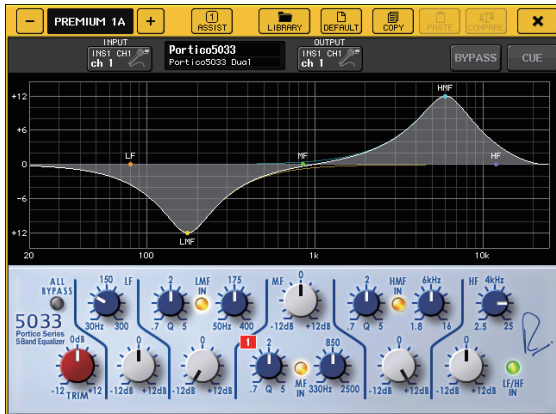 PREMIUM 1A
1
ASSIST
LIBRARY
DEFAULT
COPY
PASTE
COMPARE
INPUT
INS1 CH1
ch 1
Portico5033
Portico5033 Dual
OUTPUT
INS1 CH1
ch 1
BYPASS
CUE
+12
+6
0
-6
+12
LF
LMF
MF
HMF
HF
20
100
1k
10k
ALL BYPASS
150 LF
30Hz 300
2
.7 Q 5
LMF IN
175
50Hz 400
MF 0
-12dB +12dB
2
.7 Q 5
HMF IN
6kHz
1.8 16
HF 4kHz
2.5 25
5033
Portico Series
5 Band Equalizer
0dB
-12 +12
TRIM
0
-12dB +12dB
0
-12dB +12dB
1
2
.7 Q 5
MF IN
850
330Hz 2500
0
-12dB +12dB
0
-12dB +12dB
LF/HF IN